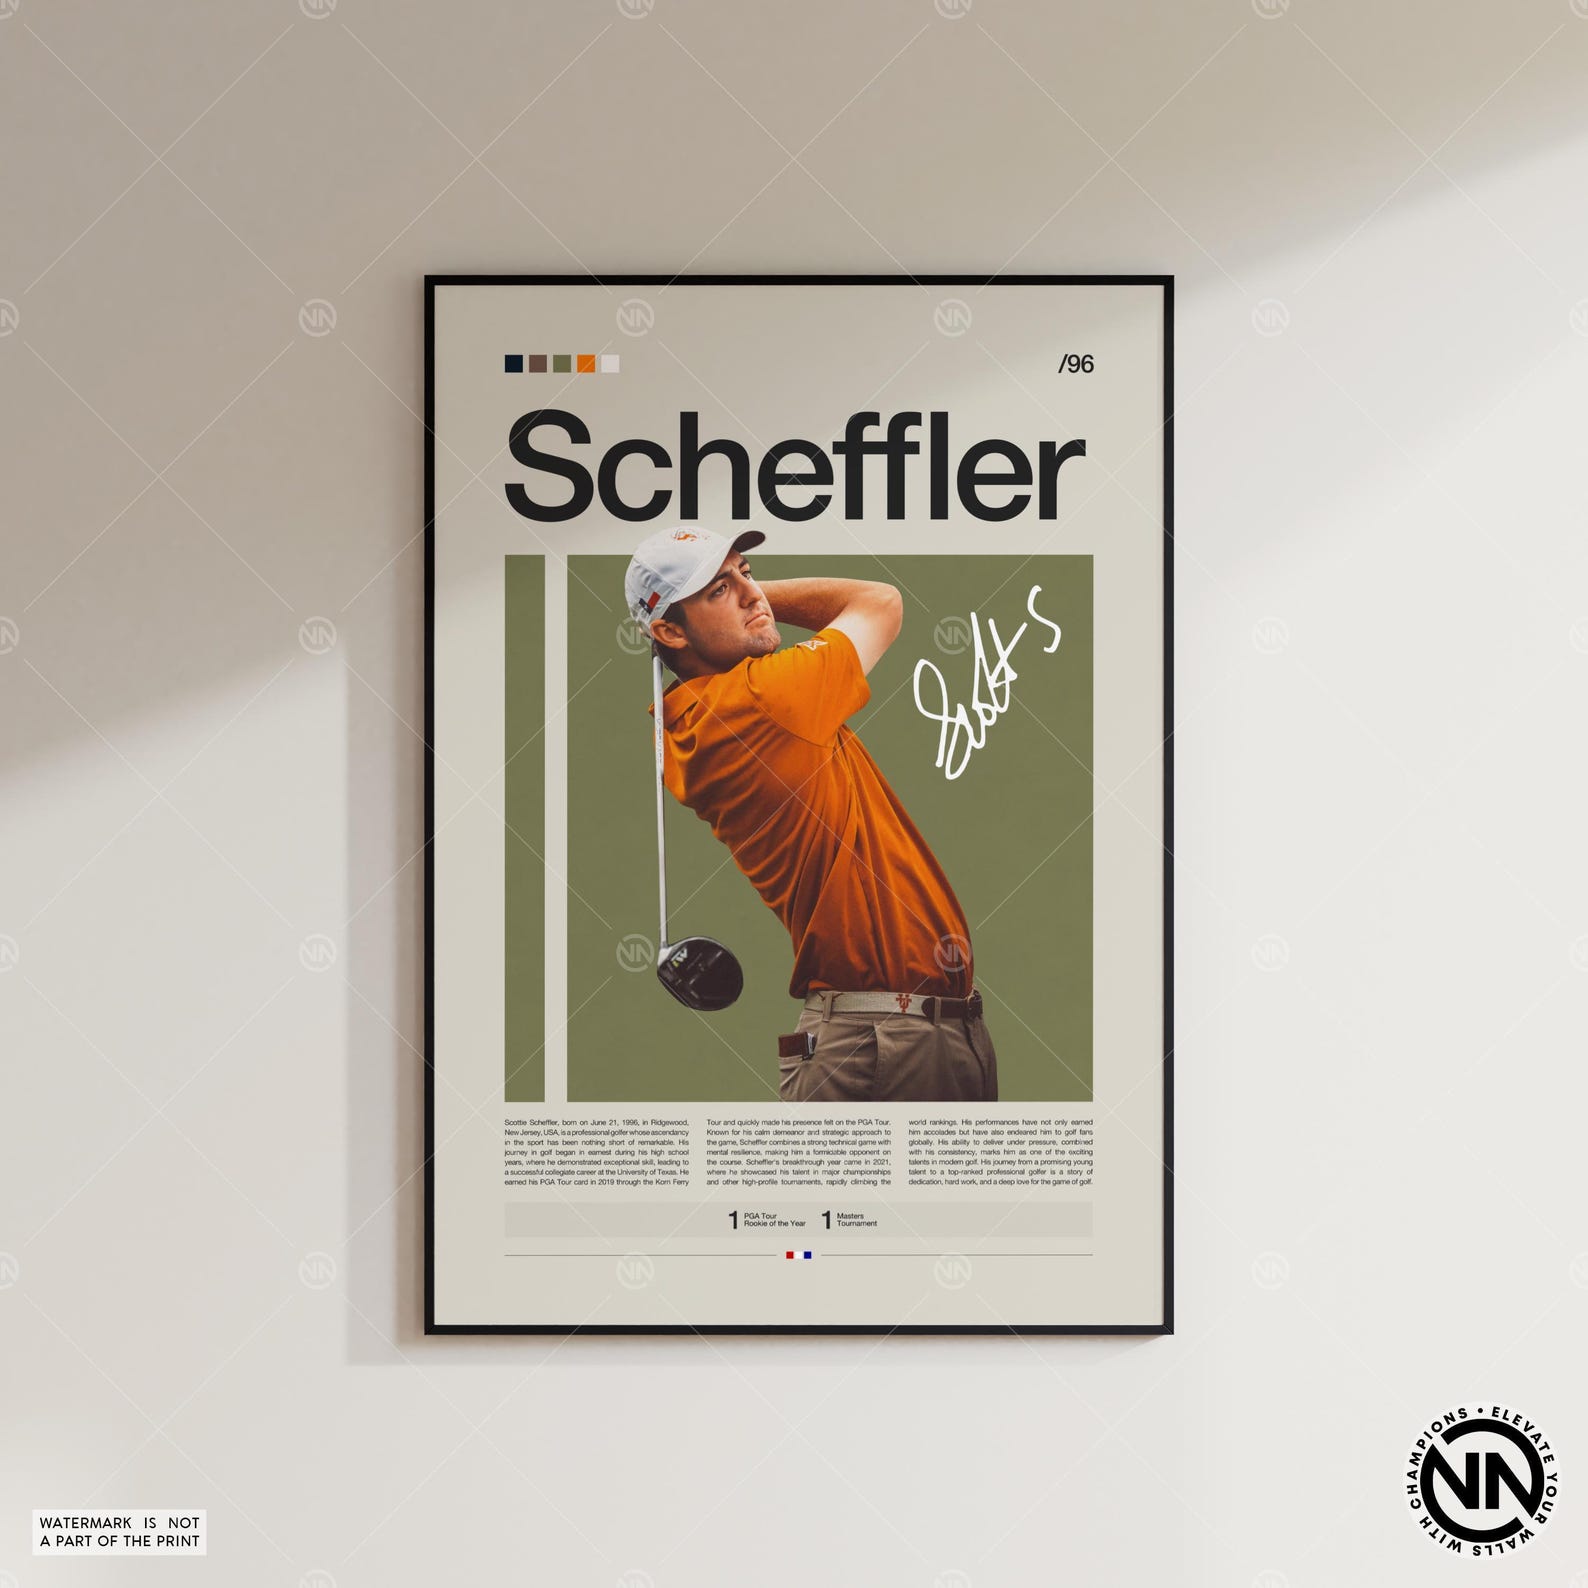 /96
Scheffler
Scottie Scheffler, born on June 21, 1996, in Ridgewood,
New Jersey, USA, is a professional golfer whose ascendancy
in the sport has been nothing short of remarkable. His
journey in golf began in earnest during his high school
years, where he demonstrated exceptional skill, leading to
a successful collegiate career at the University of Texas. He
earned his PGA Tour card in 2019 through the Korn Ferry
Tour and quickly made his presence felt on the PGA Tour.
Known for his calm demeanor and strategic approach to
the game, Scheffler combines a strong technical game with
mental resilience, making him a formidable opponent on
the course. Scheffler's breakthrough year came in 2021,
where he showcased his talent in major championships
and other high-profile tournaments, rapidly climbing the
world rankings. His performances have not only earned
him accolades but have also endeared him to golf fans
globally. His ability to deliver under pressure, combined
with his consistency, marks him as one of the exciting
talents in modern golf. His journey from a promising young
talent to a top-ranked professional golfer is a story of
dedication, hard work, and a deep love for the game of golf.
1 PGA Tour
Rookie of the Year
1 Masters
Tournament
WATERMARK IS NOT
A PART OF THE PRINT
ELEVATE YOUR WALLS WITH CHAMPIONS •
NN